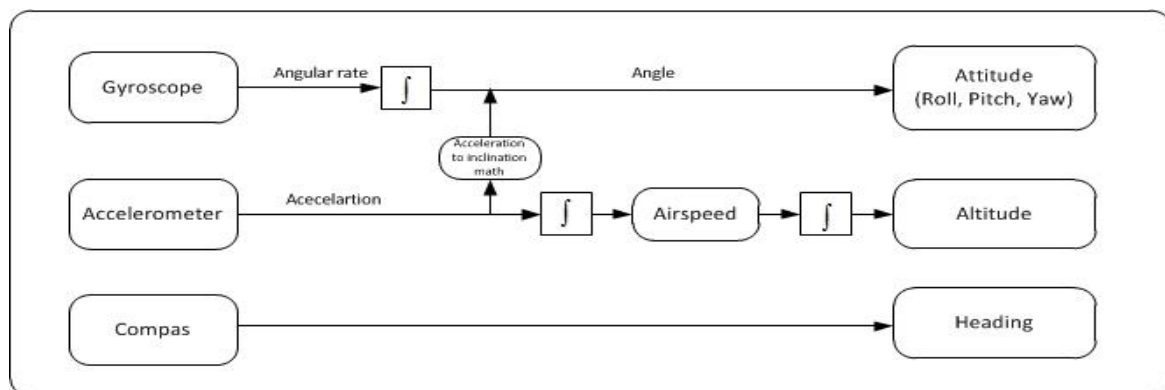 Gyroscope
Angular rate
∫
Angle
Attitude
(Roll, Pitch, Yaw)
Acceleration
to inclination
math
Accelerometer
Acecelartion
∫
Airspeed
∫
Altitude
Compas
Heading